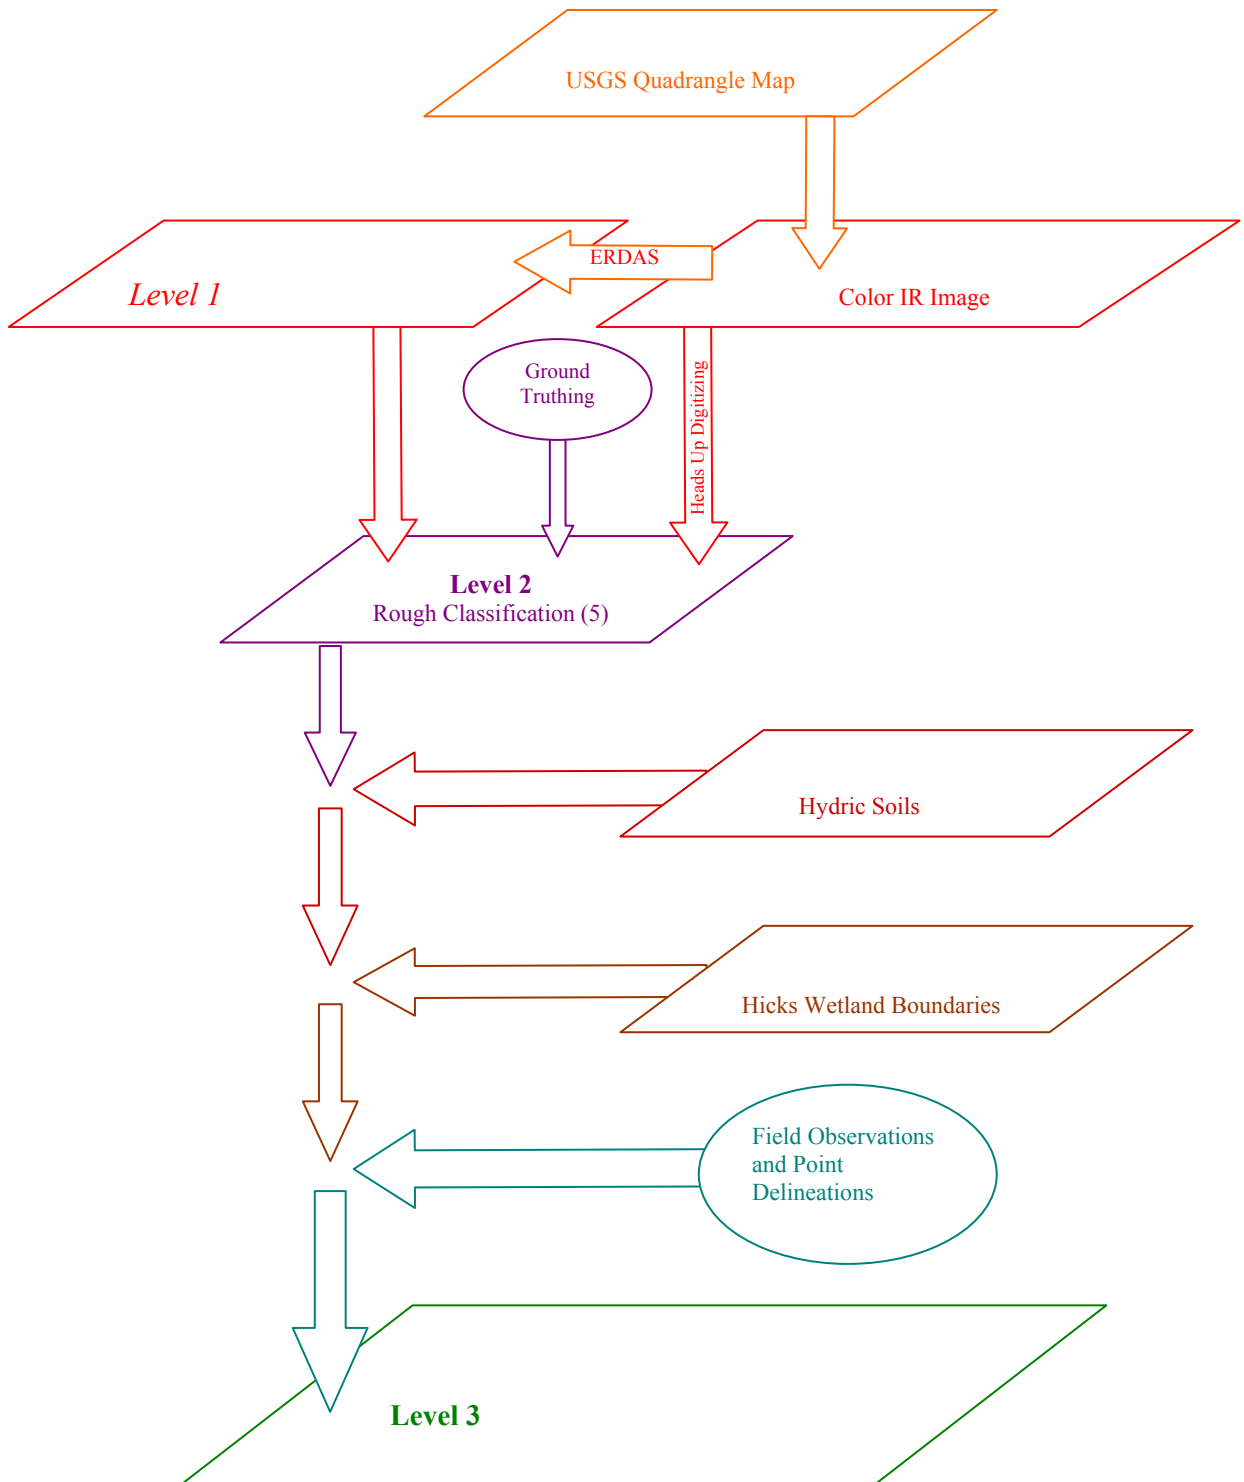 USGS Quadrangle Map
ERDAS
Level 1
Color IR Image
Ground
Truthing
Heads Up Digitizing
Level 2
Rough Classification (5)
Hydric Soils
Hicks Wetland Boundaries
Field Observations
and Point
Delineations
Level 3